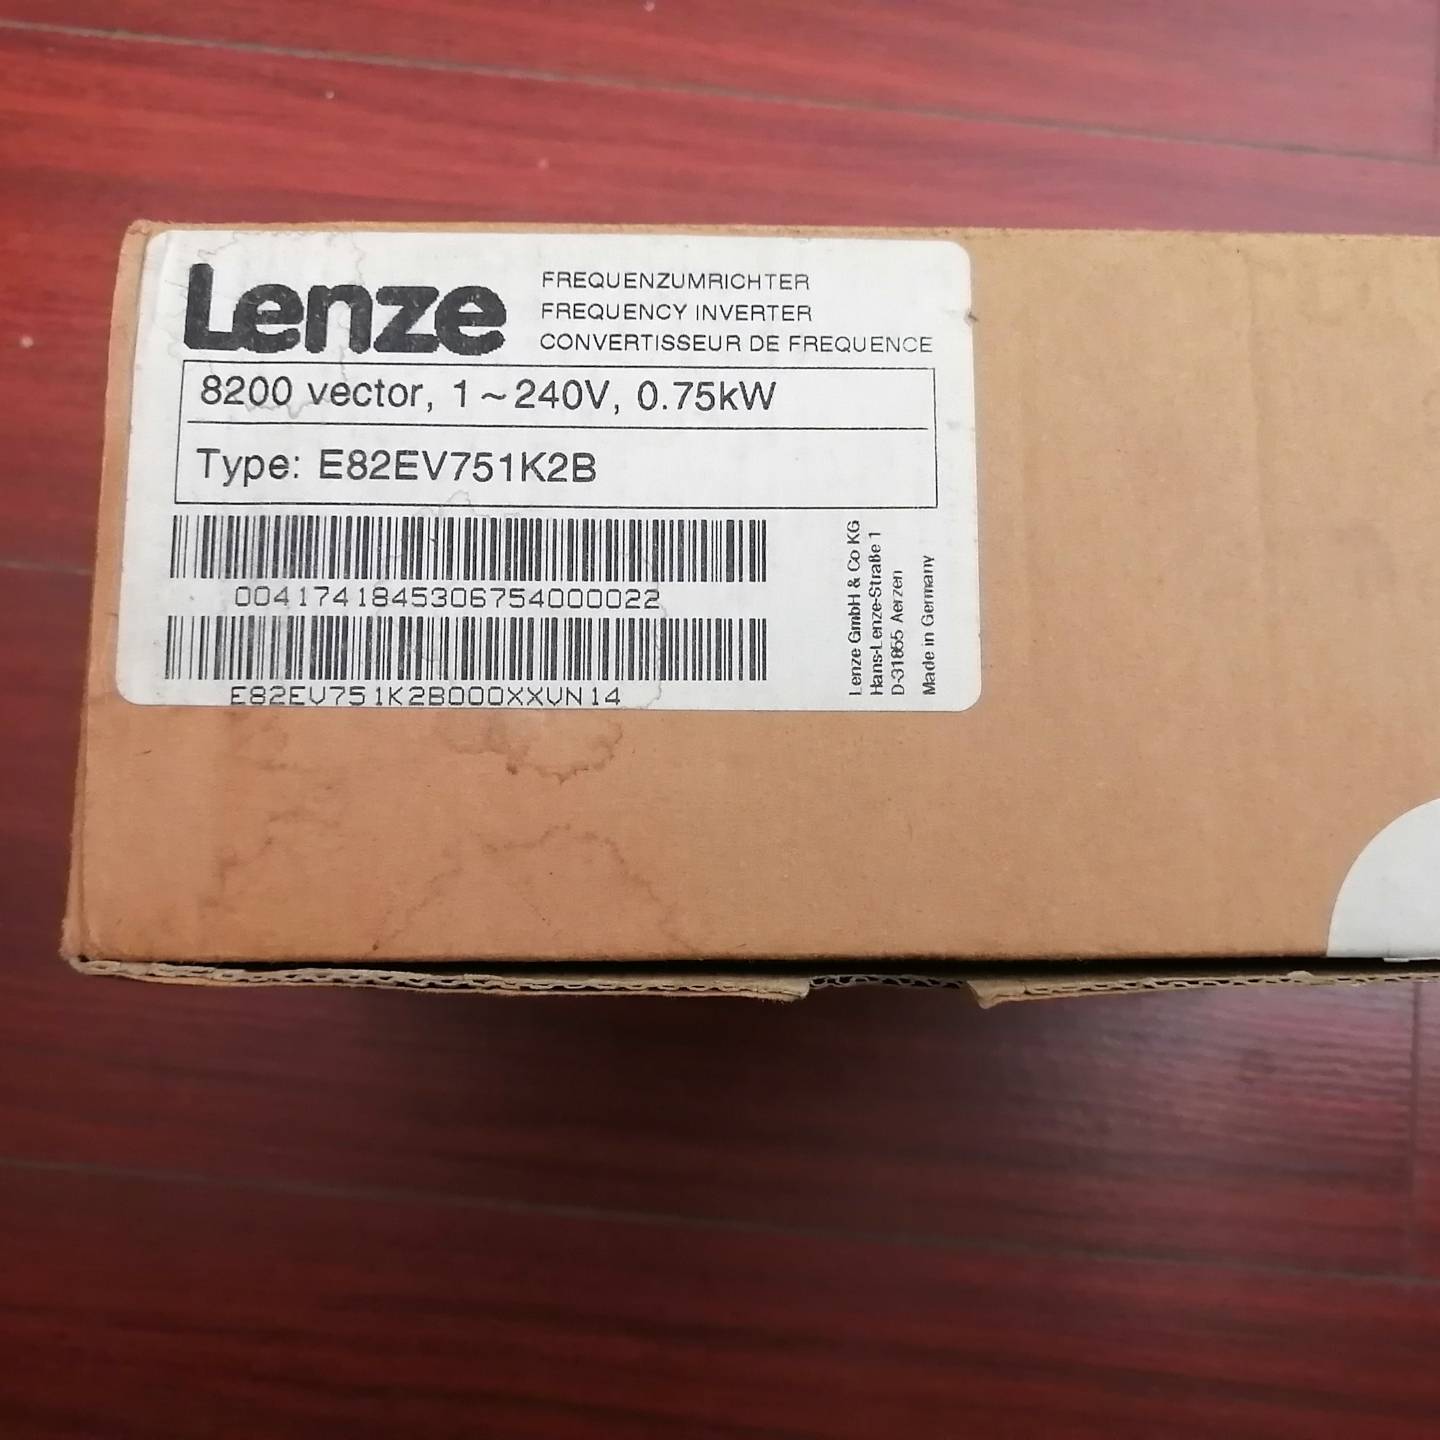 Lenze
FREQUENZUMRICHTER
FREQUENCY INVERTER
CONVERTISSEUR DE FREQUENCE
8200 vector, 1~240V, 0.75kW
Type: E82EV751K2B
0041741845306754000022
E82EV751K2B000XXVN14
Lenze GmbH & Co KG
Hans-Lenze-Straße 1
D-31855 Aerzen
Made in Germany